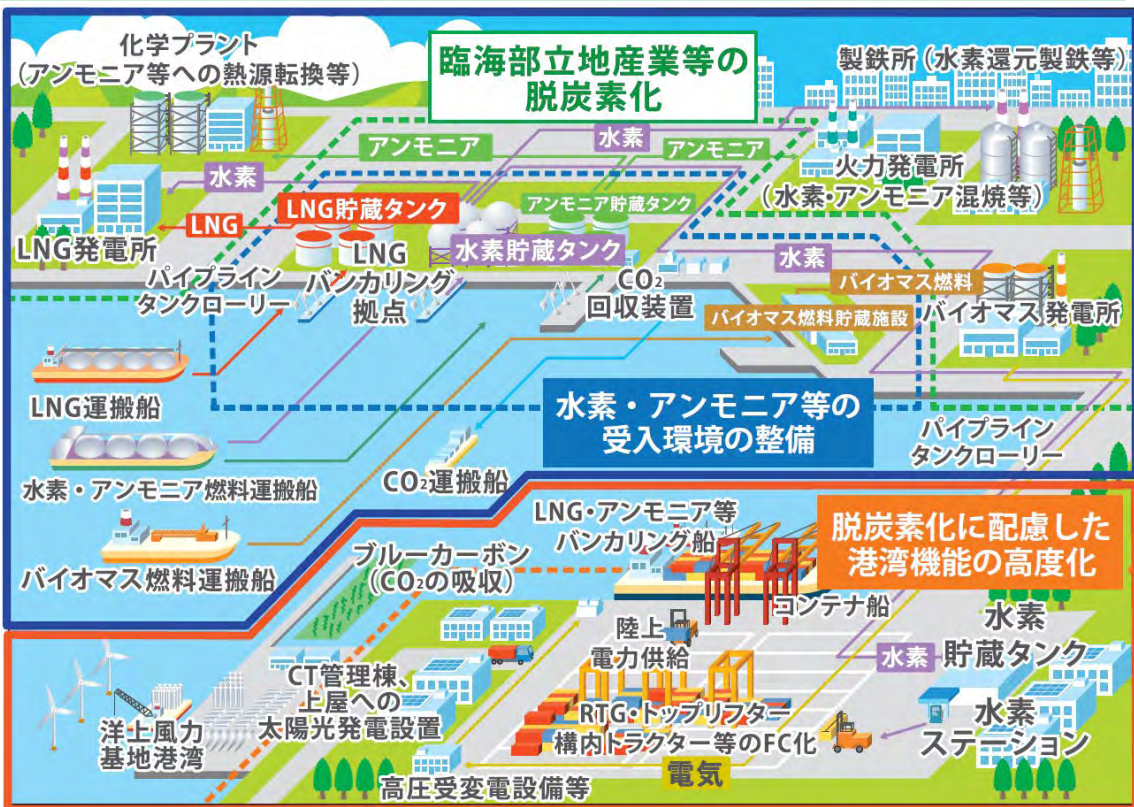 化学プラント
(アンモニア等への熱源転換等)
臨海部立地産業等の
脱炭素化
製鉄所(水素還元製鉄等)
アンモニア
水素
アンモニア
水素
火力発電所
(水素・アンモニア混焼等)
LNG
LNG貯蔵タンク
アンモニア貯蔵タンク
LNG発電所
水素貯蔵タンク
水素
パイプライン
タンクローリー
LNG
バンカリング
拠点
CO2
回収装置
バイオマス燃料
バイオマス燃料貯蔵施設
バイオマス発電所
LNG運搬船
水素・アンモニア等の
受入環境の整備
パイプライン
タンクローリー
水素・アンモニア燃料運搬船
CO2運搬船
バイオマス燃料運搬船
LNG・アンモニア等
バンカリング船
脱炭素化に配慮した
港湾機能の高度化
ブルーカーボン
(CO2の吸収)
コンテナ船
陸上
電力供給
水素
水素
貯蔵タンク
CT管理棟、
上屋への
太陽光発電設置
洋上風力
基地港湾
RTG・トップリフター
構内トラクター等のFC化
水素
ステーション
電気
高圧受変電設備等